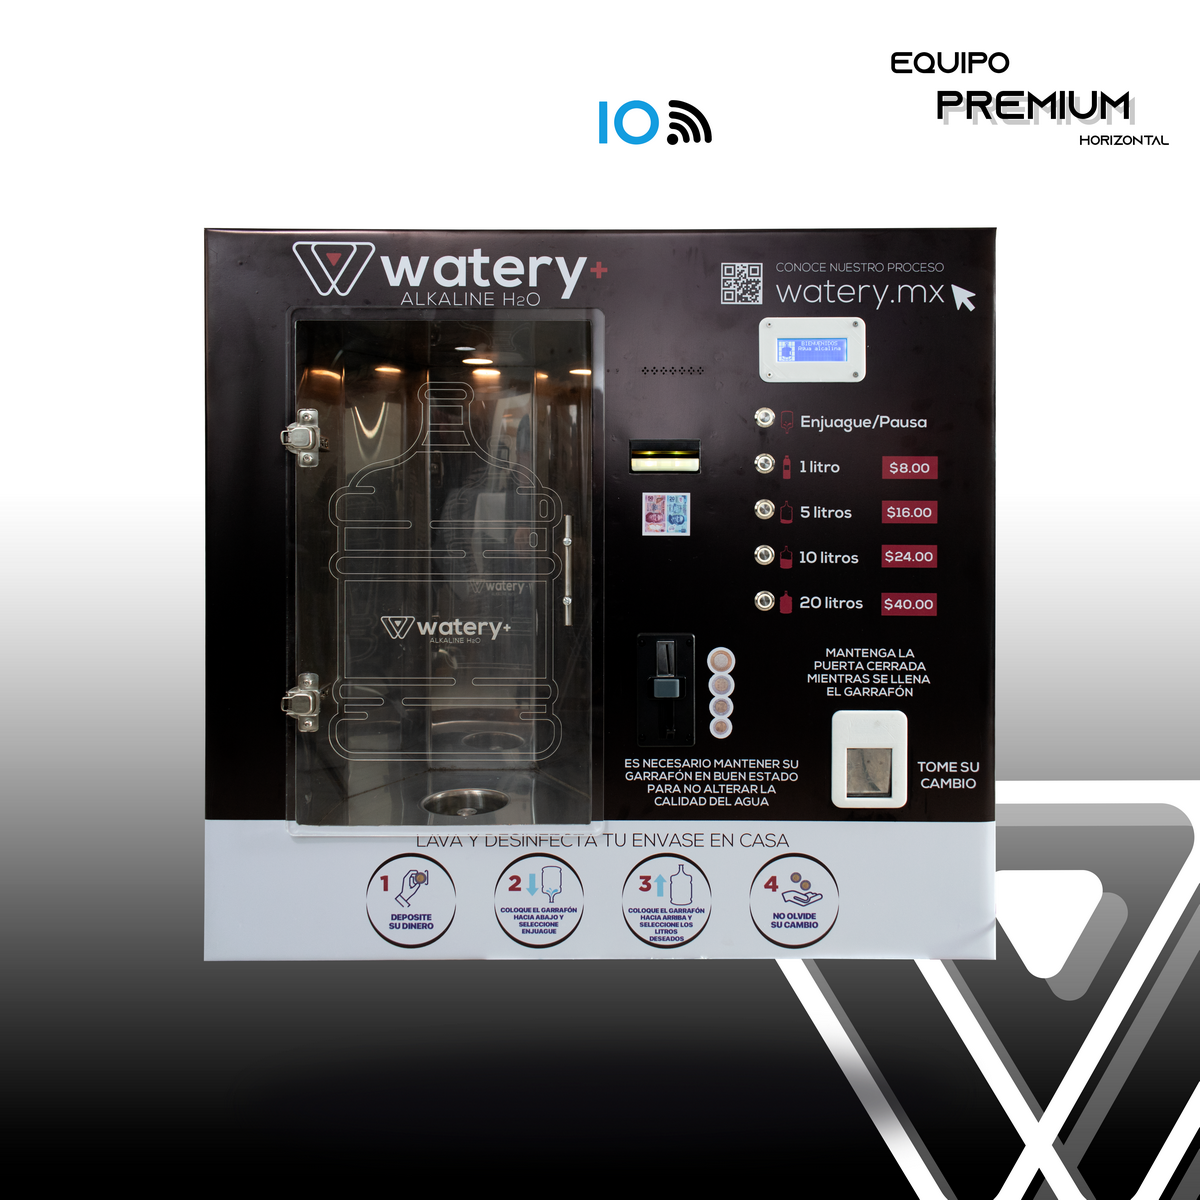 EQUIPO
PREMIUM
HORIZONTAL
IO
watery+
ALKALINE H2O
CONOCE NUESTRO PROCESO
watery.mx
BIENVENIDOS
Agua alcalina
Enjuague/Pausa
1 litro $8.00
5 litros $16.00
10 litros $24.00
20 litros $40.00
watery
watery+
ALKALINE H2O
MANTENGA LA
PUERTA CERRADA
MIENTRAS SE LLENA
EL GARRAFÓN
ES NECESARIO MANTENER SU
GARRAFÓN EN BUEN ESTADO
PARA NO ALTERAR LA
CALIDAD DEL AGUA
TOME SU
CAMBIO
LAVA Y DESINFECTA TU ENVASE EN CASA
1
DEPOSITE
SU DINERO
2
COLOQUE EL GARRAFÓN
HACIA ABAJO Y
SELECCIONE
ENJUAGUE
3
COLOQUE EL GARRAFÓN
HACIA ARRIBA Y
SELECCIONE LOS
LITROS
DESEADOS
4
NO OLVIDE
SU CAMBIO